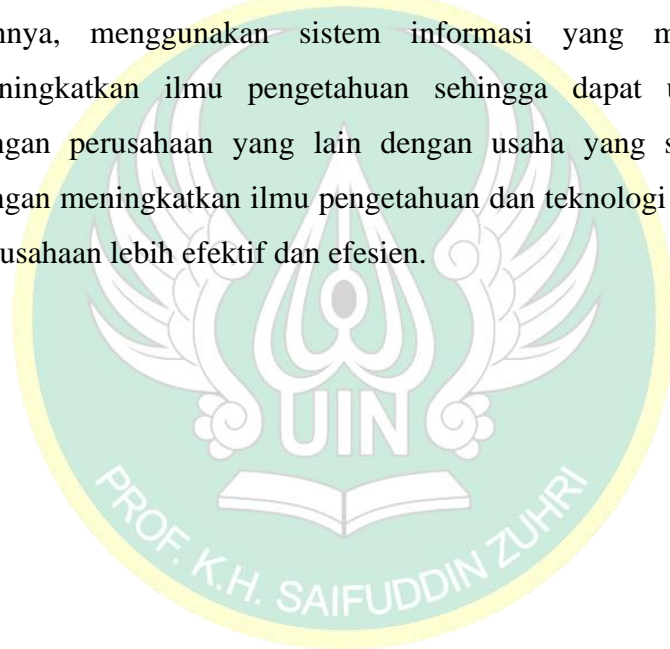 hnya, menggunakan sistem informasi yang m
ningkatkan ilmu pengetahuan sehingga dapat u
ngan perusahaan yang lain dengan usaha yang s
ngan meningkatkan ilmu pengetahuan dan teknologi
usahaan lebih efektif dan efesien.
UIN
PROF. K.H. SAIFUDDIN ZUHRI